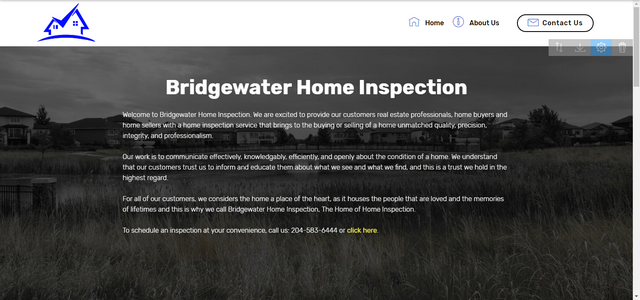 Home
About Us
Contact Us
Bridgewater Home Inspection
Welcome to Bridgewater Home Inspection. We are excited to provide our customers real estate professionals, home buyers and
home sellers with a home inspection service that brings to the buying or selling of a home unmatched quality, precision,
integrity, and professionalism.
Our work is to communicate effectively, knowledgably, efficiently, and openly about the condition of a home. We understand
that our customers trust us to inform and educate them about what we see and what we find, and this is a trust we hold in the
highest regard.
For all of our customers, we considers the home a place of the heart, as it houses the people that are loved and the memories
of lifetimes and this is why we call Bridgewater Home Inspection, The Home of Home Inspection.
To schedule an inspection at your convenience, call us: 204-583-6444 or click here.